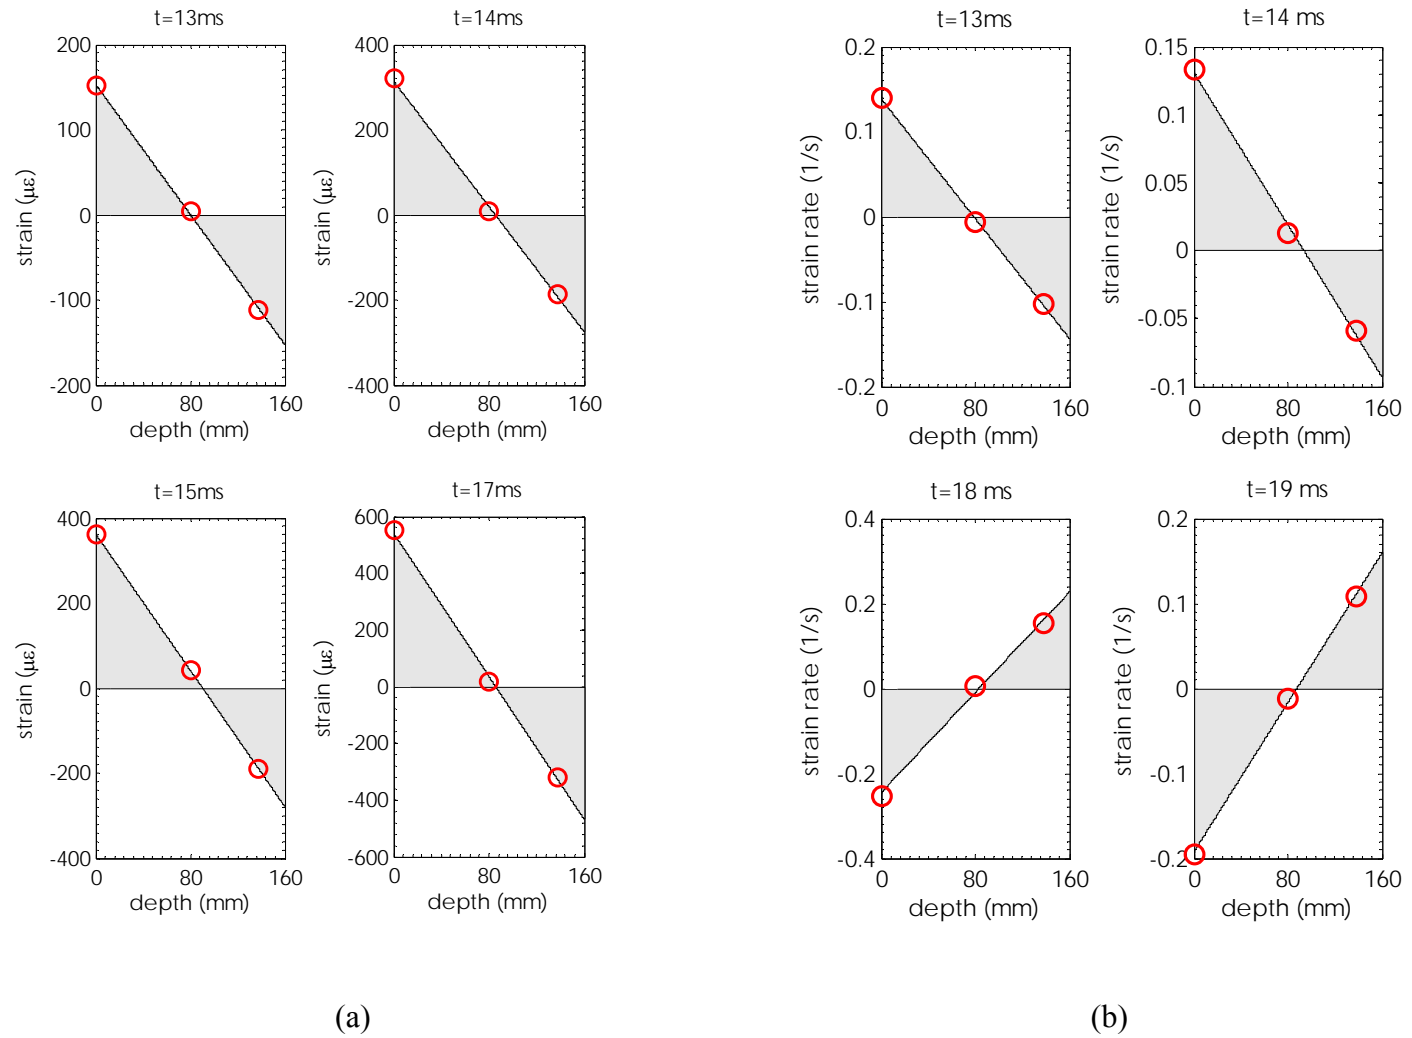 t=13ms
200
100
0
-100
-200
strain (με)
0 80 160
depth (mm)
t=14ms
400
200
0
-200
-400
0 80 160
depth (mm)
t=13ms
0.2
0.1
0
-0.1
-0.2
strain rate (1/s)
0 80 160
depth (mm)
t=14 ms
0.15
0.1
0.05
0
-0.05
-0.1
strain rate (1/s)
0 80 160
depth (mm)
t=15ms
400
200
0
-200
-400
strain (με)
0 80 160
depth (mm)
t=17ms
600
400
200
0
-200
-400
-600
strain (με)
0 80 160
depth (mm)
t=18 ms
0.4
0.2
0
-0.2
-0.4
strain rate (1/s)
0 80 160
depth (mm)
t=19 ms
0.2
0.1
0
-0.1
-0.2
strain rate (1/s)
0 80 160
depth (mm)
(a)
(b)